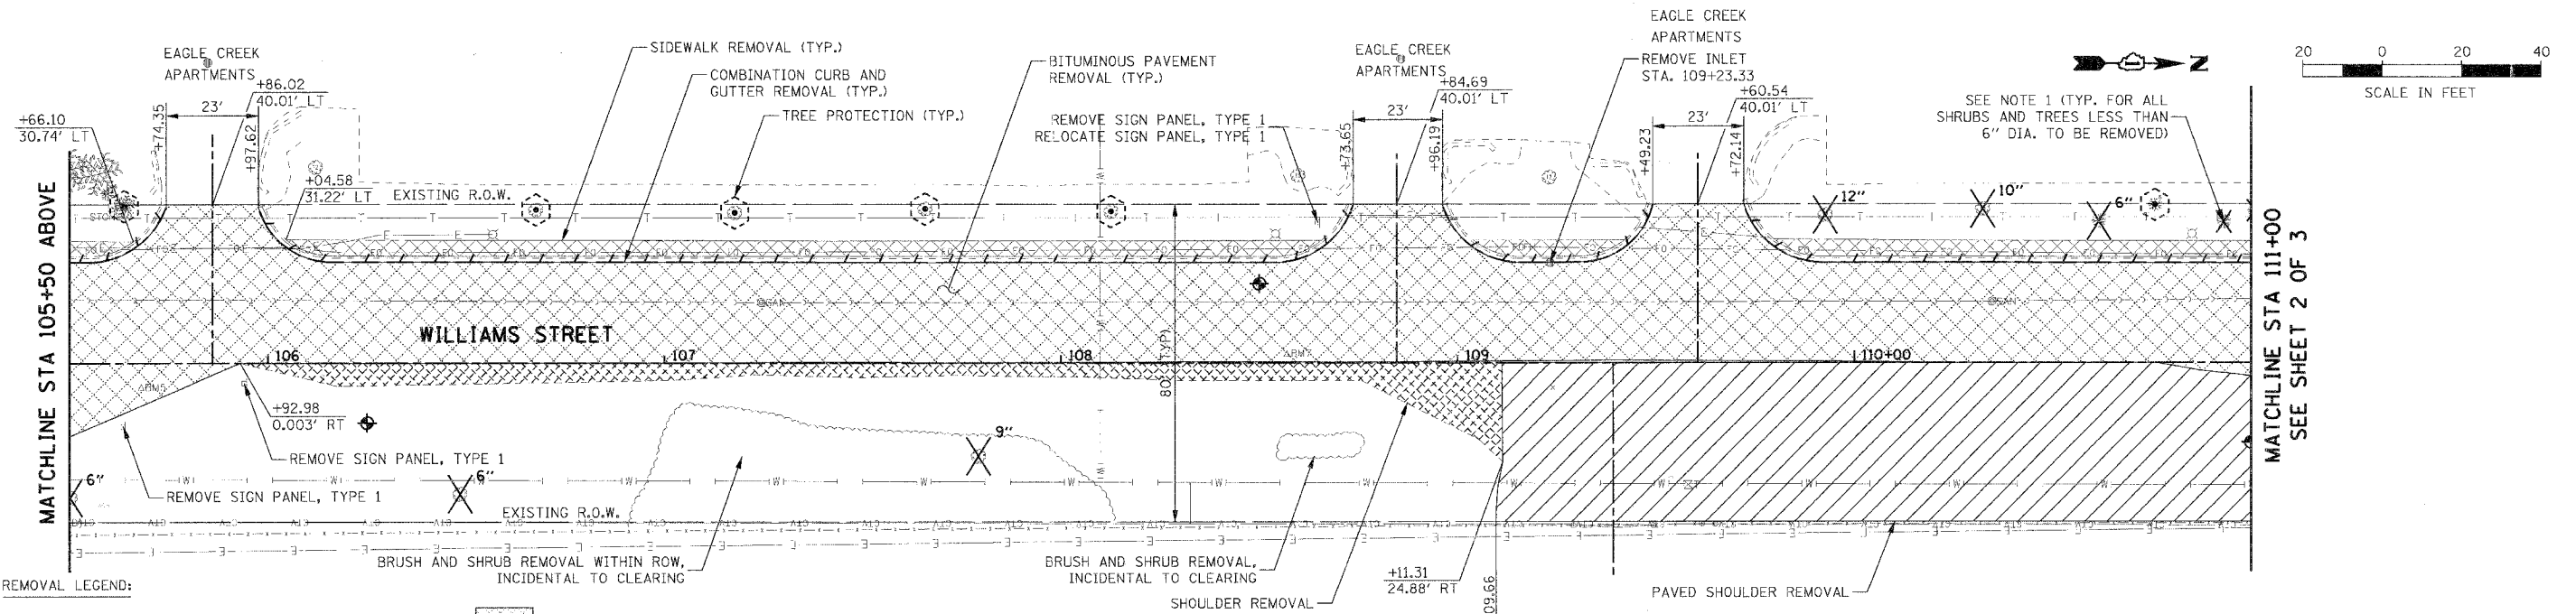 EAGLE CREEK
APARTMENTS
+86.02
40.01' LT
+66.10
30.74' LT
+74.35
23'
+97.62
+04.58
31.22' LT
EXISTING R.O.W.
SIDEWALK REMOVAL (TYP.)
COMBINATION CURB AND
GUTTER REMOVAL (TYP.)
TREE PROTECTION (TYP.)
BITUMINOUS PAVEMENT
REMOVAL (TYP.)
REMOVE SIGN PANEL, TYPE 1
RELOCATE SIGN PANEL, TYPE 1
EAGLE CREEK
APARTMENTS
+84.69
40.01' LT
+73.65
23'
+96.19
EAGLE CREEK
APARTMENTS
REMOVE INLET
STA. 109+23.33
+60.54
40.01' LT
+49.23
23'
+72.14
SEE NOTE 1 (TYP. FOR ALL
SHRUBS AND TREES LESS THAN
6" DIA. TO BE REMOVED)
N
20 0 20 40
SCALE IN FEET
12"
10"
6"
MATCHLINE STA 105+50 ABOVE
MATCHLINE STA 111+00
SEE SHEET 2 OF 3
WILLIAMS STREET
106
107
108
109
110+00
+92.98
0.003' RT
REMOVE SIGN PANEL, TYPE 1
REMOVE SIGN PANEL, TYPE 1
6"
6"
9"
EXISTING R.O.W.
BRUSH AND SHRUB REMOVAL WITHIN ROW,
INCIDENTAL TO CLEARING
BRUSH AND SHRUB REMOVAL,
INCIDENTAL TO CLEARING
SHOULDER REMOVAL
+11.31
24.88' RT
09.66
PAVED SHOULDER REMOVAL
REMOVAL LEGEND: